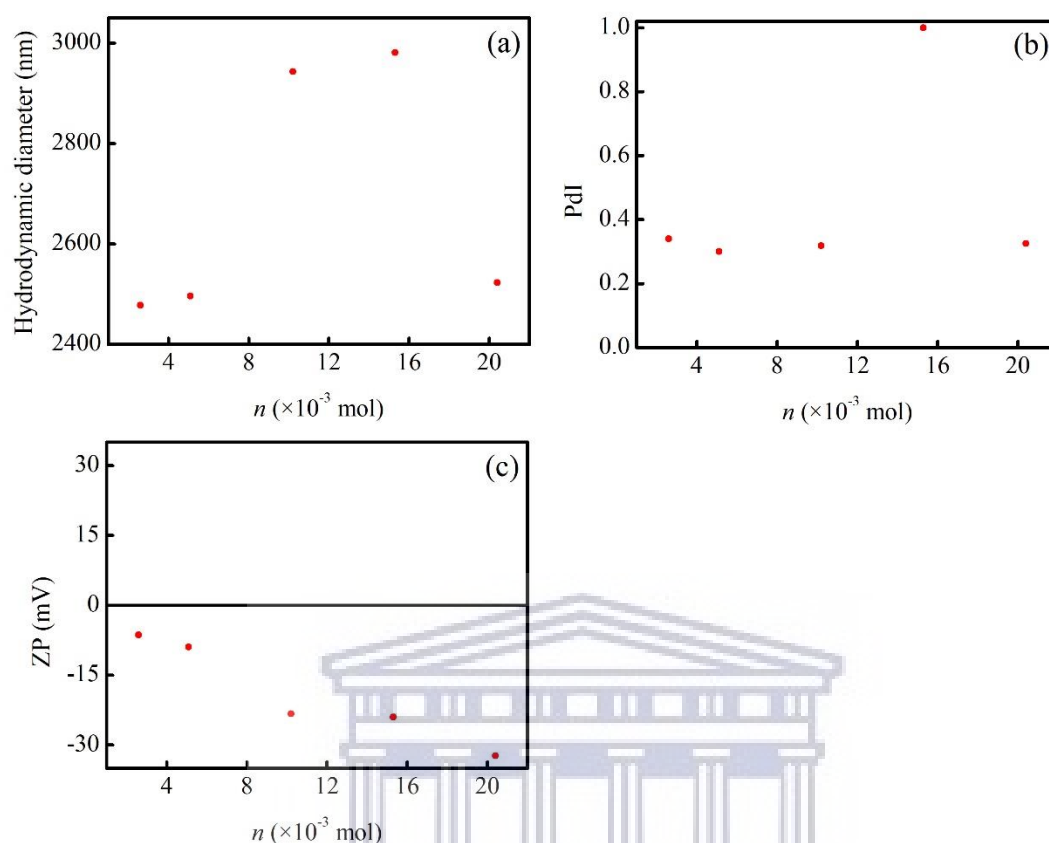 (a)
Hydrodynamic diameter (nm)
3000
2800
2600
2400
4 8 12 16 20
n (×10⁻³ mol)
(b)
PdI
1.0
0.8
0.6
0.4
0.2
0.0
4 8 12 16 20
n (×10⁻³ mol)
(c)
ZP (mV)
30
15
0
-15
-30
4 8 12 16 20
n (×10⁻³ mol)